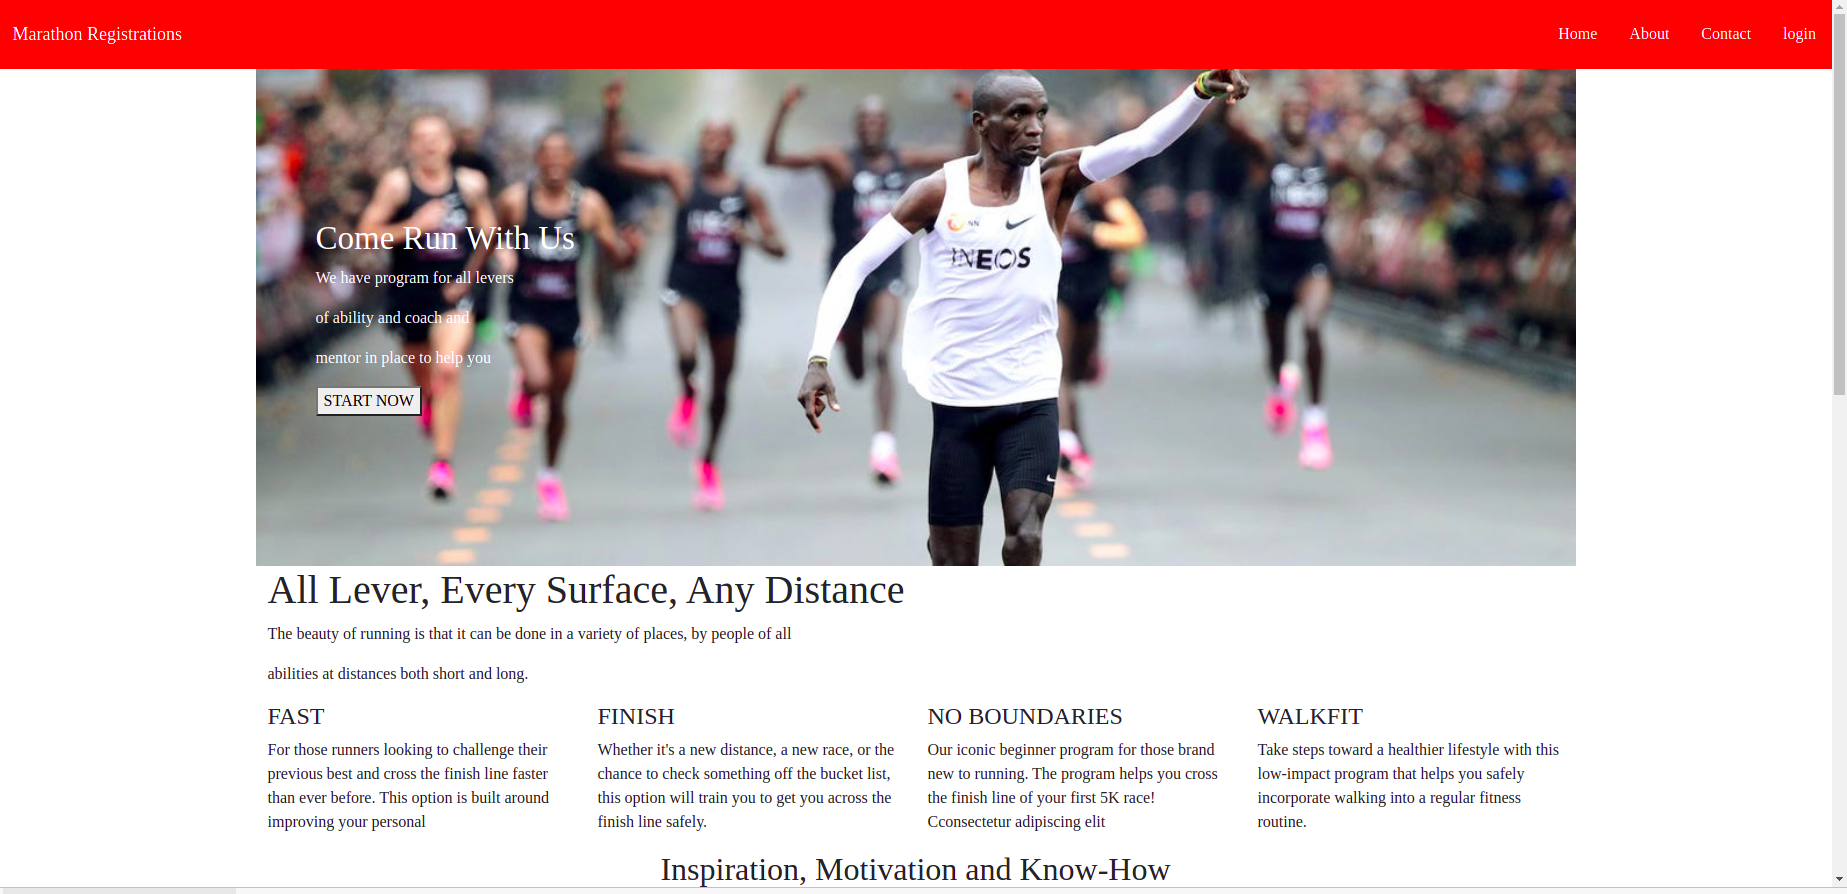 Marathon Registrations
Home About Contact login
Come Run With Us
We have program for all levers
of ability and coach and
mentor in place to help you
START NOW
NN
INEOS
All Lever, Every Surface, Any Distance
The beauty of running is that it can be done in a variety of places, by people of all
abilities at distances both short and long.
FAST
For those runners looking to challenge their
previous best and cross the finish line faster
than ever before. This option is built around
improving your personal
FINISH
Whether it's a new distance, a new race, or the
chance to check something off the bucket list,
this option will train you to get you across the
finish line safely.
NO BOUNDARIES
Our iconic beginner program for those brand
new to running. The program helps you cross
the finish line of your first 5K race!
Cconsectetur adipiscing elit
WALKFIT
Take steps toward a healthier lifestyle with this
low-impact program that helps you safely
incorporate walking into a regular fitness
routine.
Inspiration, Motivation and Know-How